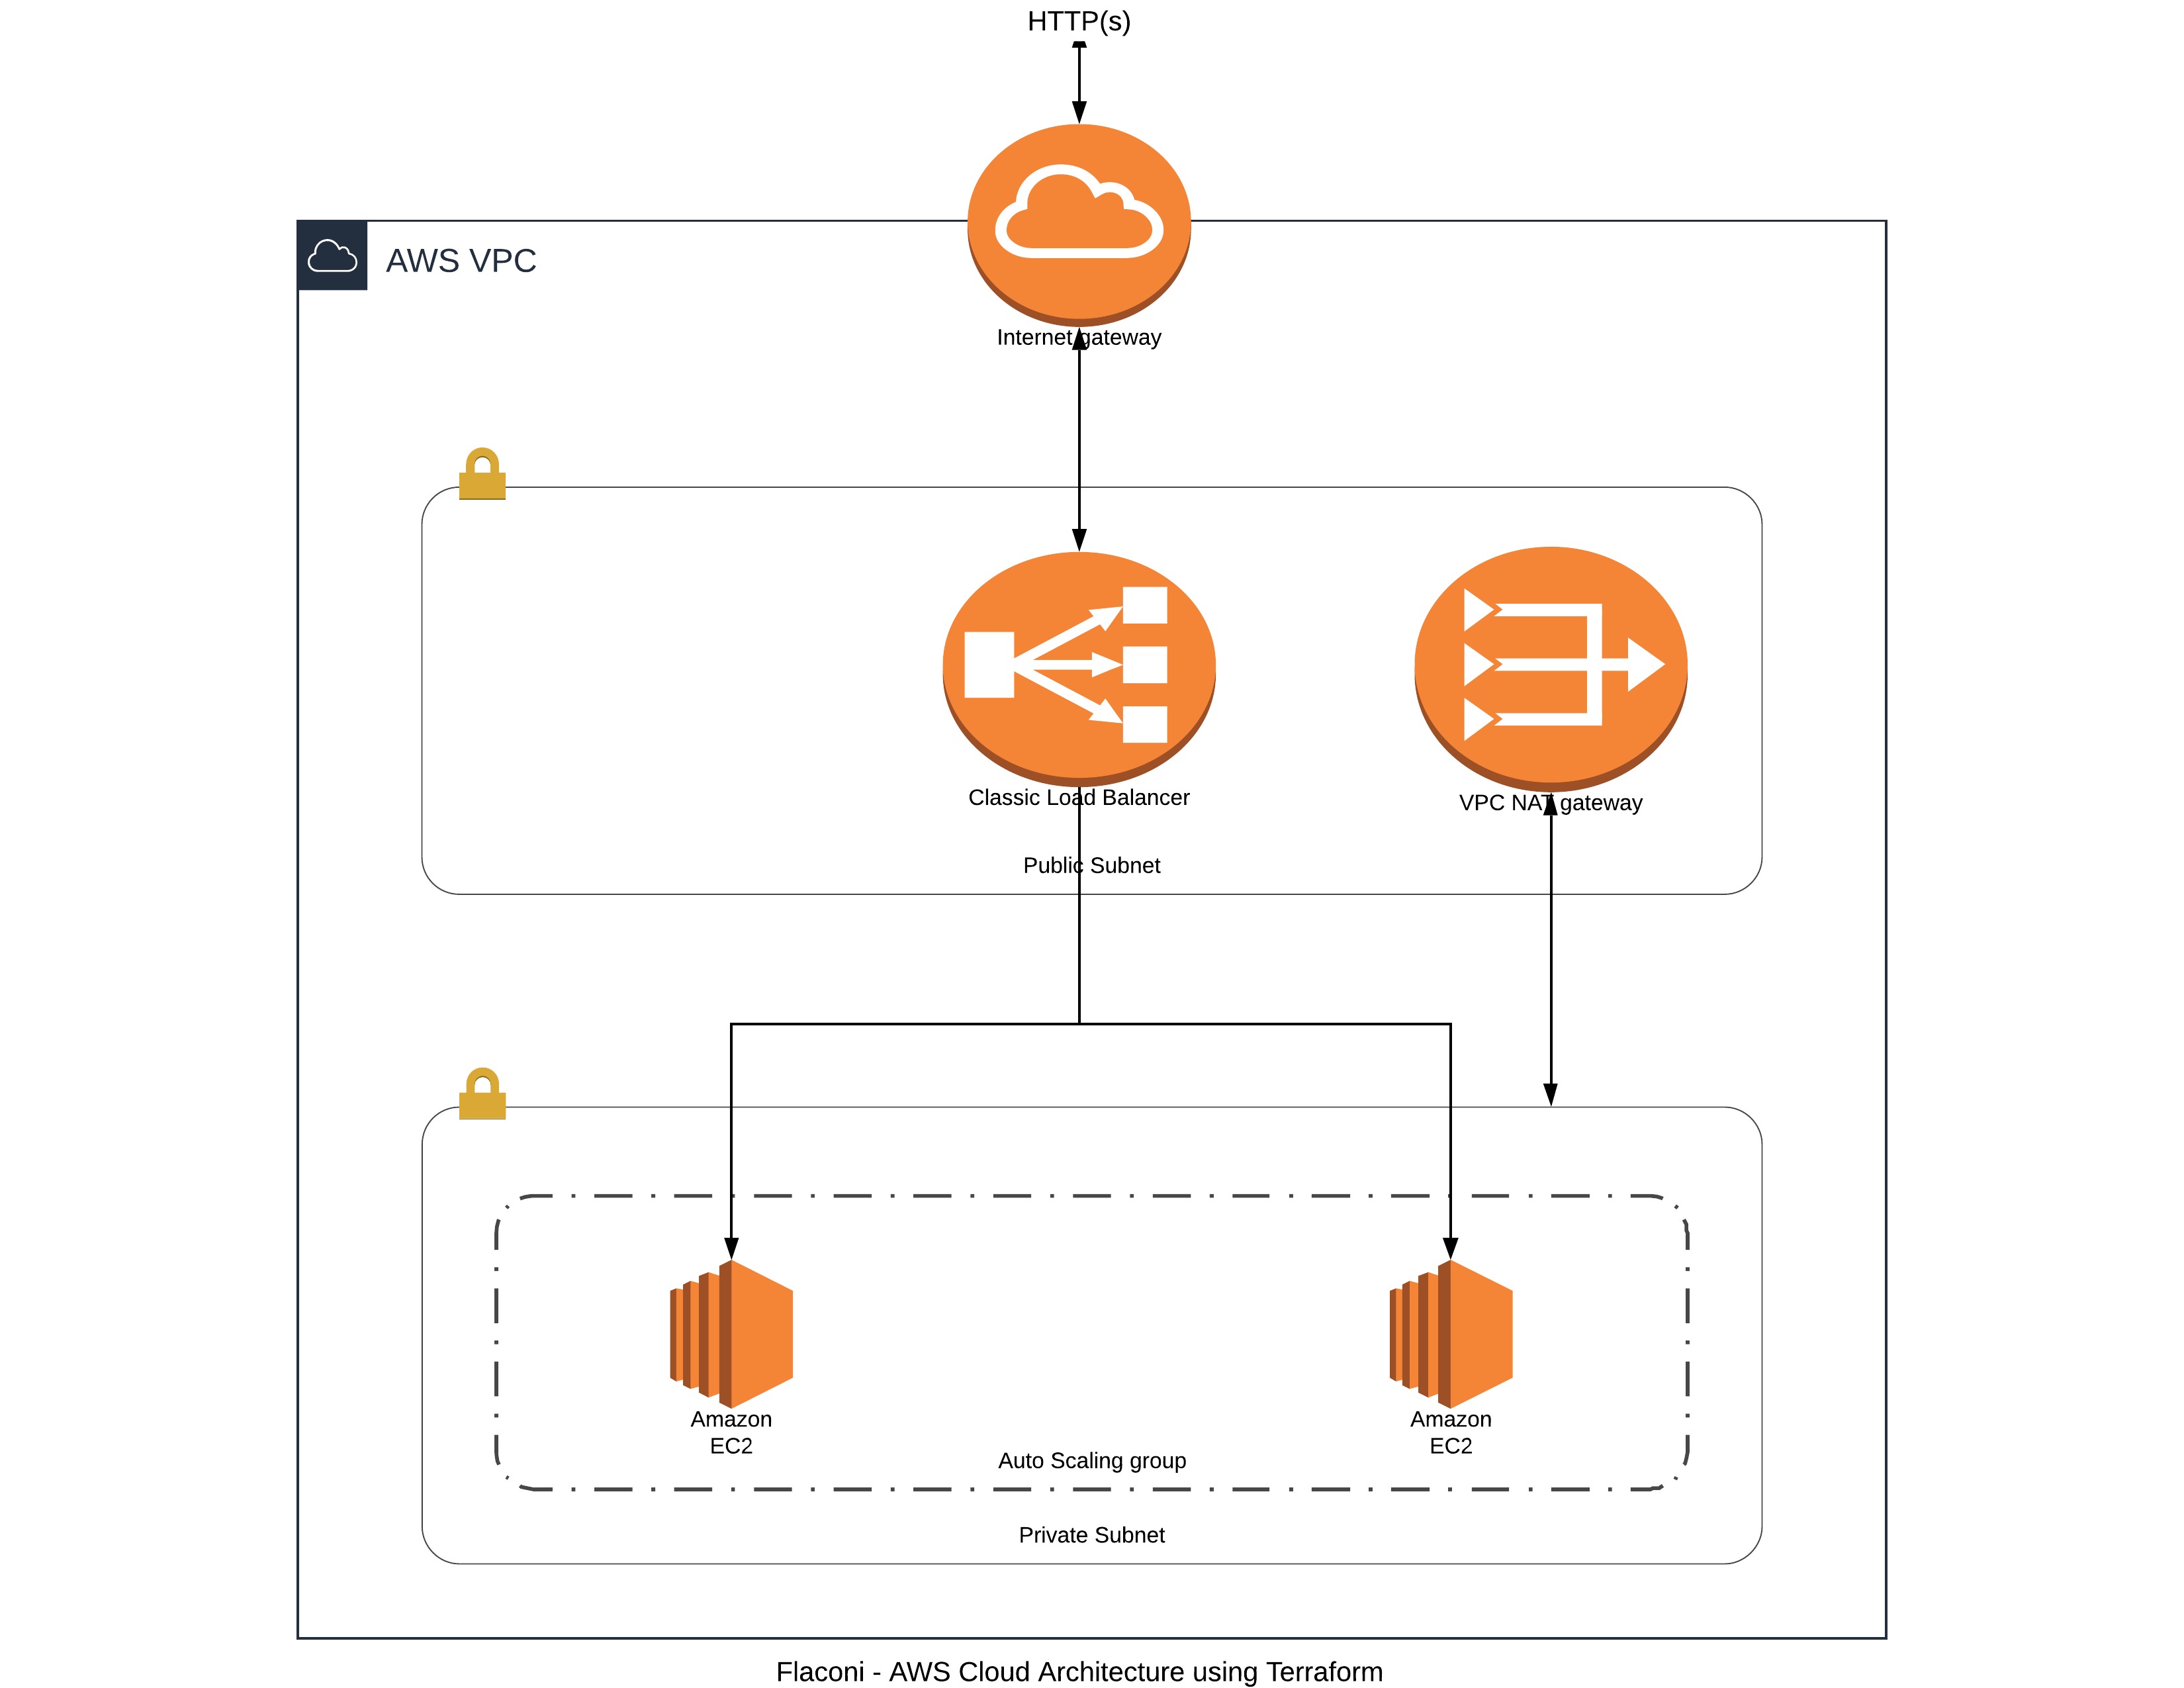 HTTP(s)
AWS VPC
Internet gateway
Classic Load Balancer
VPC NAT gateway
Public Subnet
Amazon
EC2
Amazon
EC2
Auto Scaling group
Private Subnet
Flaconi - AWS Cloud Architecture using Terraform